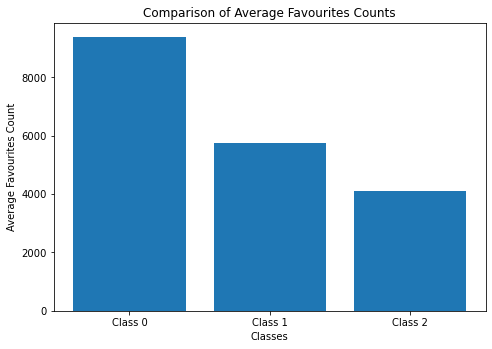 Comparison of Average Favourites Counts
Average Favourites Count
8000
6000
4000
2000
0
Class 0
Class 1
Class 2
Classes